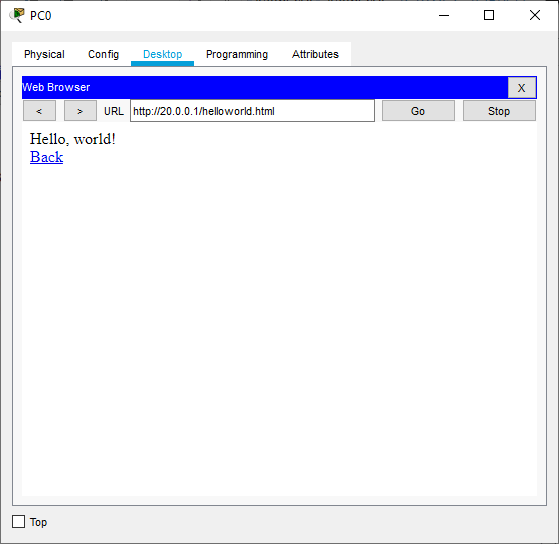 PC0
Physical Config Desktop Programming Attributes
Web Browser X
< > URL http://20.0.0.1/helloworld.html Go Stop
Hello, world!
Back
Top